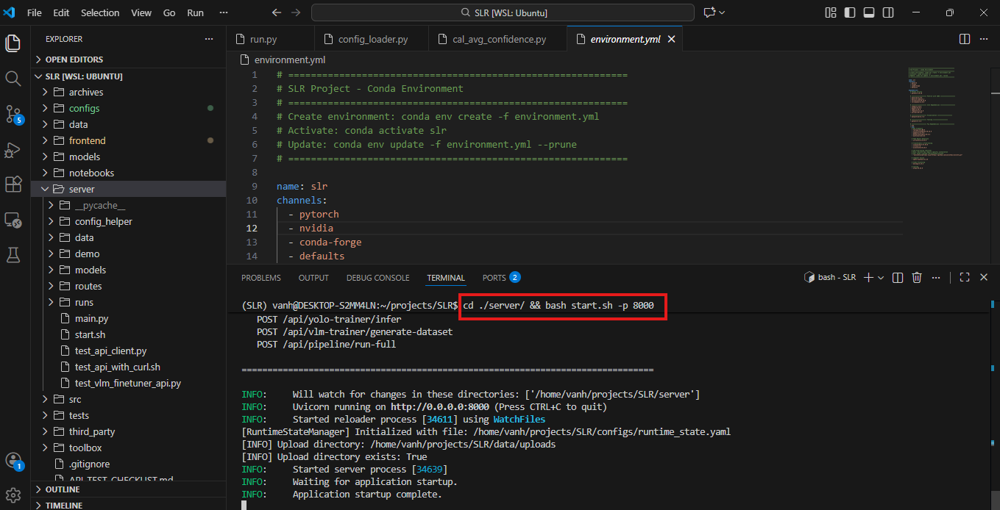 File Edit Selection View Go Run ··· SLR [WSL: Ubuntu]
EXPLORER ···
OPEN EDITORS
SLR [WSL: UBUNTU]
archives
configs
data
frontend
models
notebooks
server
__pycache__
config_helper
data
demo
models
routes
runs
main.py
start.sh
test_api_client.py
test_api_with_curl.sh
test_vlm_finetuner_api.py
src
tests
third_party
toolbox
.gitignore
API_TEST_CHECKLIST.md
OUTLINE
TIMELINE
5
1
run.py config_loader.py cal_avg_confidence.py environment.yml
environment.yml
1 # ============================================================
2 # SLR Project - Conda Environment
3 # ============================================================
4 # Create environment: conda env create -f environment.yml
5 # Activate: conda activate slr
6 # Update: conda env update -f environment.yml --prune
7 # ============================================================
8
9 name: slr
10 channels:
11 - pytorch
12 - nvidia
13 - conda-forge
14 - defaults
PROBLEMS OUTPUT DEBUG CONSOLE TERMINAL PORTS 2 bash - SLR
(SLR) vanh@DESKTOP-S2MM4LN:~/projects/SLR$ cd ./server/ && bash start.sh -p 8000
POST /api/yolo-trainer/infer
POST /api/vlm-trainer/generate-dataset
POST /api/pipeline/run-full
================================================================================
INFO: Will watch for changes in these directories: ['/home/vanh/projects/SLR/server']
INFO: Uvicorn running on http://0.0.0.0:8000 (Press CTRL+C to quit)
INFO: Started reloader process [34611] using WatchFiles
[RuntimeStateManager] Initialized with file: /home/vanh/projects/SLR/configs/runtime_state.yaml
[INFO] Upload directory: /home/vanh/projects/SLR/data/uploads
[INFO] Upload directory exists: True
INFO: Started server process [34639]
INFO: Waiting for application startup.
INFO: Application startup complete.